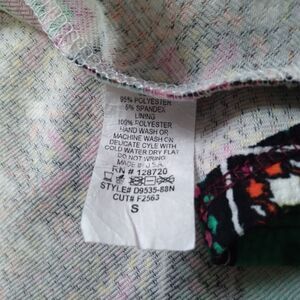 95% POLYESTER
5% SPANDEX
LINING
100% POLYESTER
HAND WASH OR
MACHINE WASH ON
DELICATE CYLE WITH
COLD WATER DRY FLAT
DO NOT WRING
MADE IN U.S.A.
RN # 128720
STYLE# D9535-88N
CUT# F2563
S